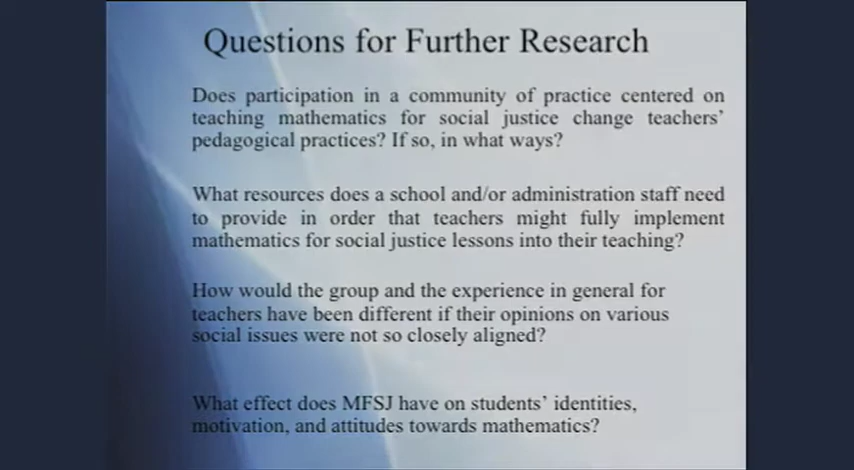 Questions for Further Research
Does participation in a community of practice centered on
teaching mathematics for social justice change teachers’
pedagogical practices? If so, in what ways?
What resources does a school and/or administration staff need
to provide in order that teachers might fully implement
mathematics for social justice lessons into their teaching?
How would the group and the experience in general for
teachers have been different if their opinions on various
social issues were not so closely aligned?
What effect does MFSJ have on students’ identities,
motivation, and attitudes towards mathematics?